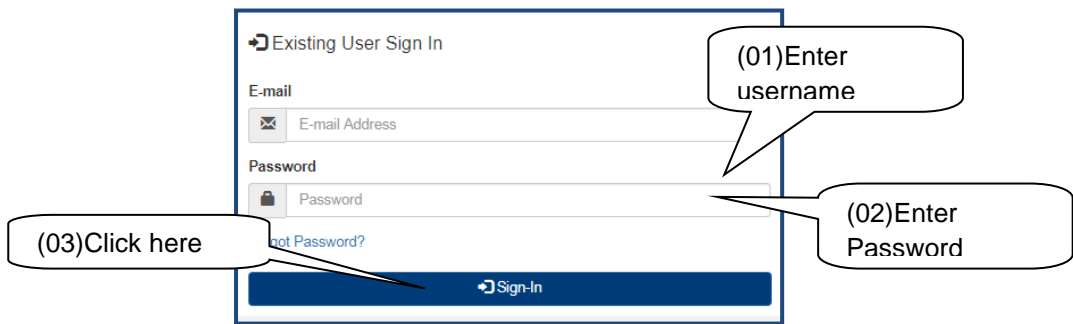 Existing User Sign In
(01)Enter
username
E-mail
E-mail Address
Password
Password
(02)Enter
Password
(03)Click here
got Password?
Sign-In